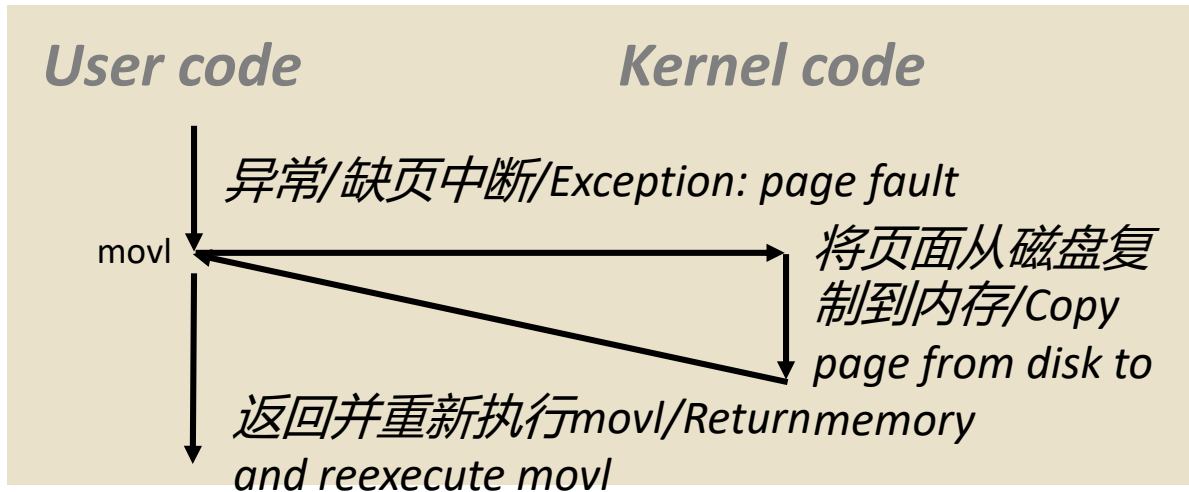 User code
Kernel code
异常/缺页中断/Exception: page fault
movl
将页面从磁盘复
制到内存/Copy
page from disk to
memory
返回并重新执行movl/Return
and reexecute movl